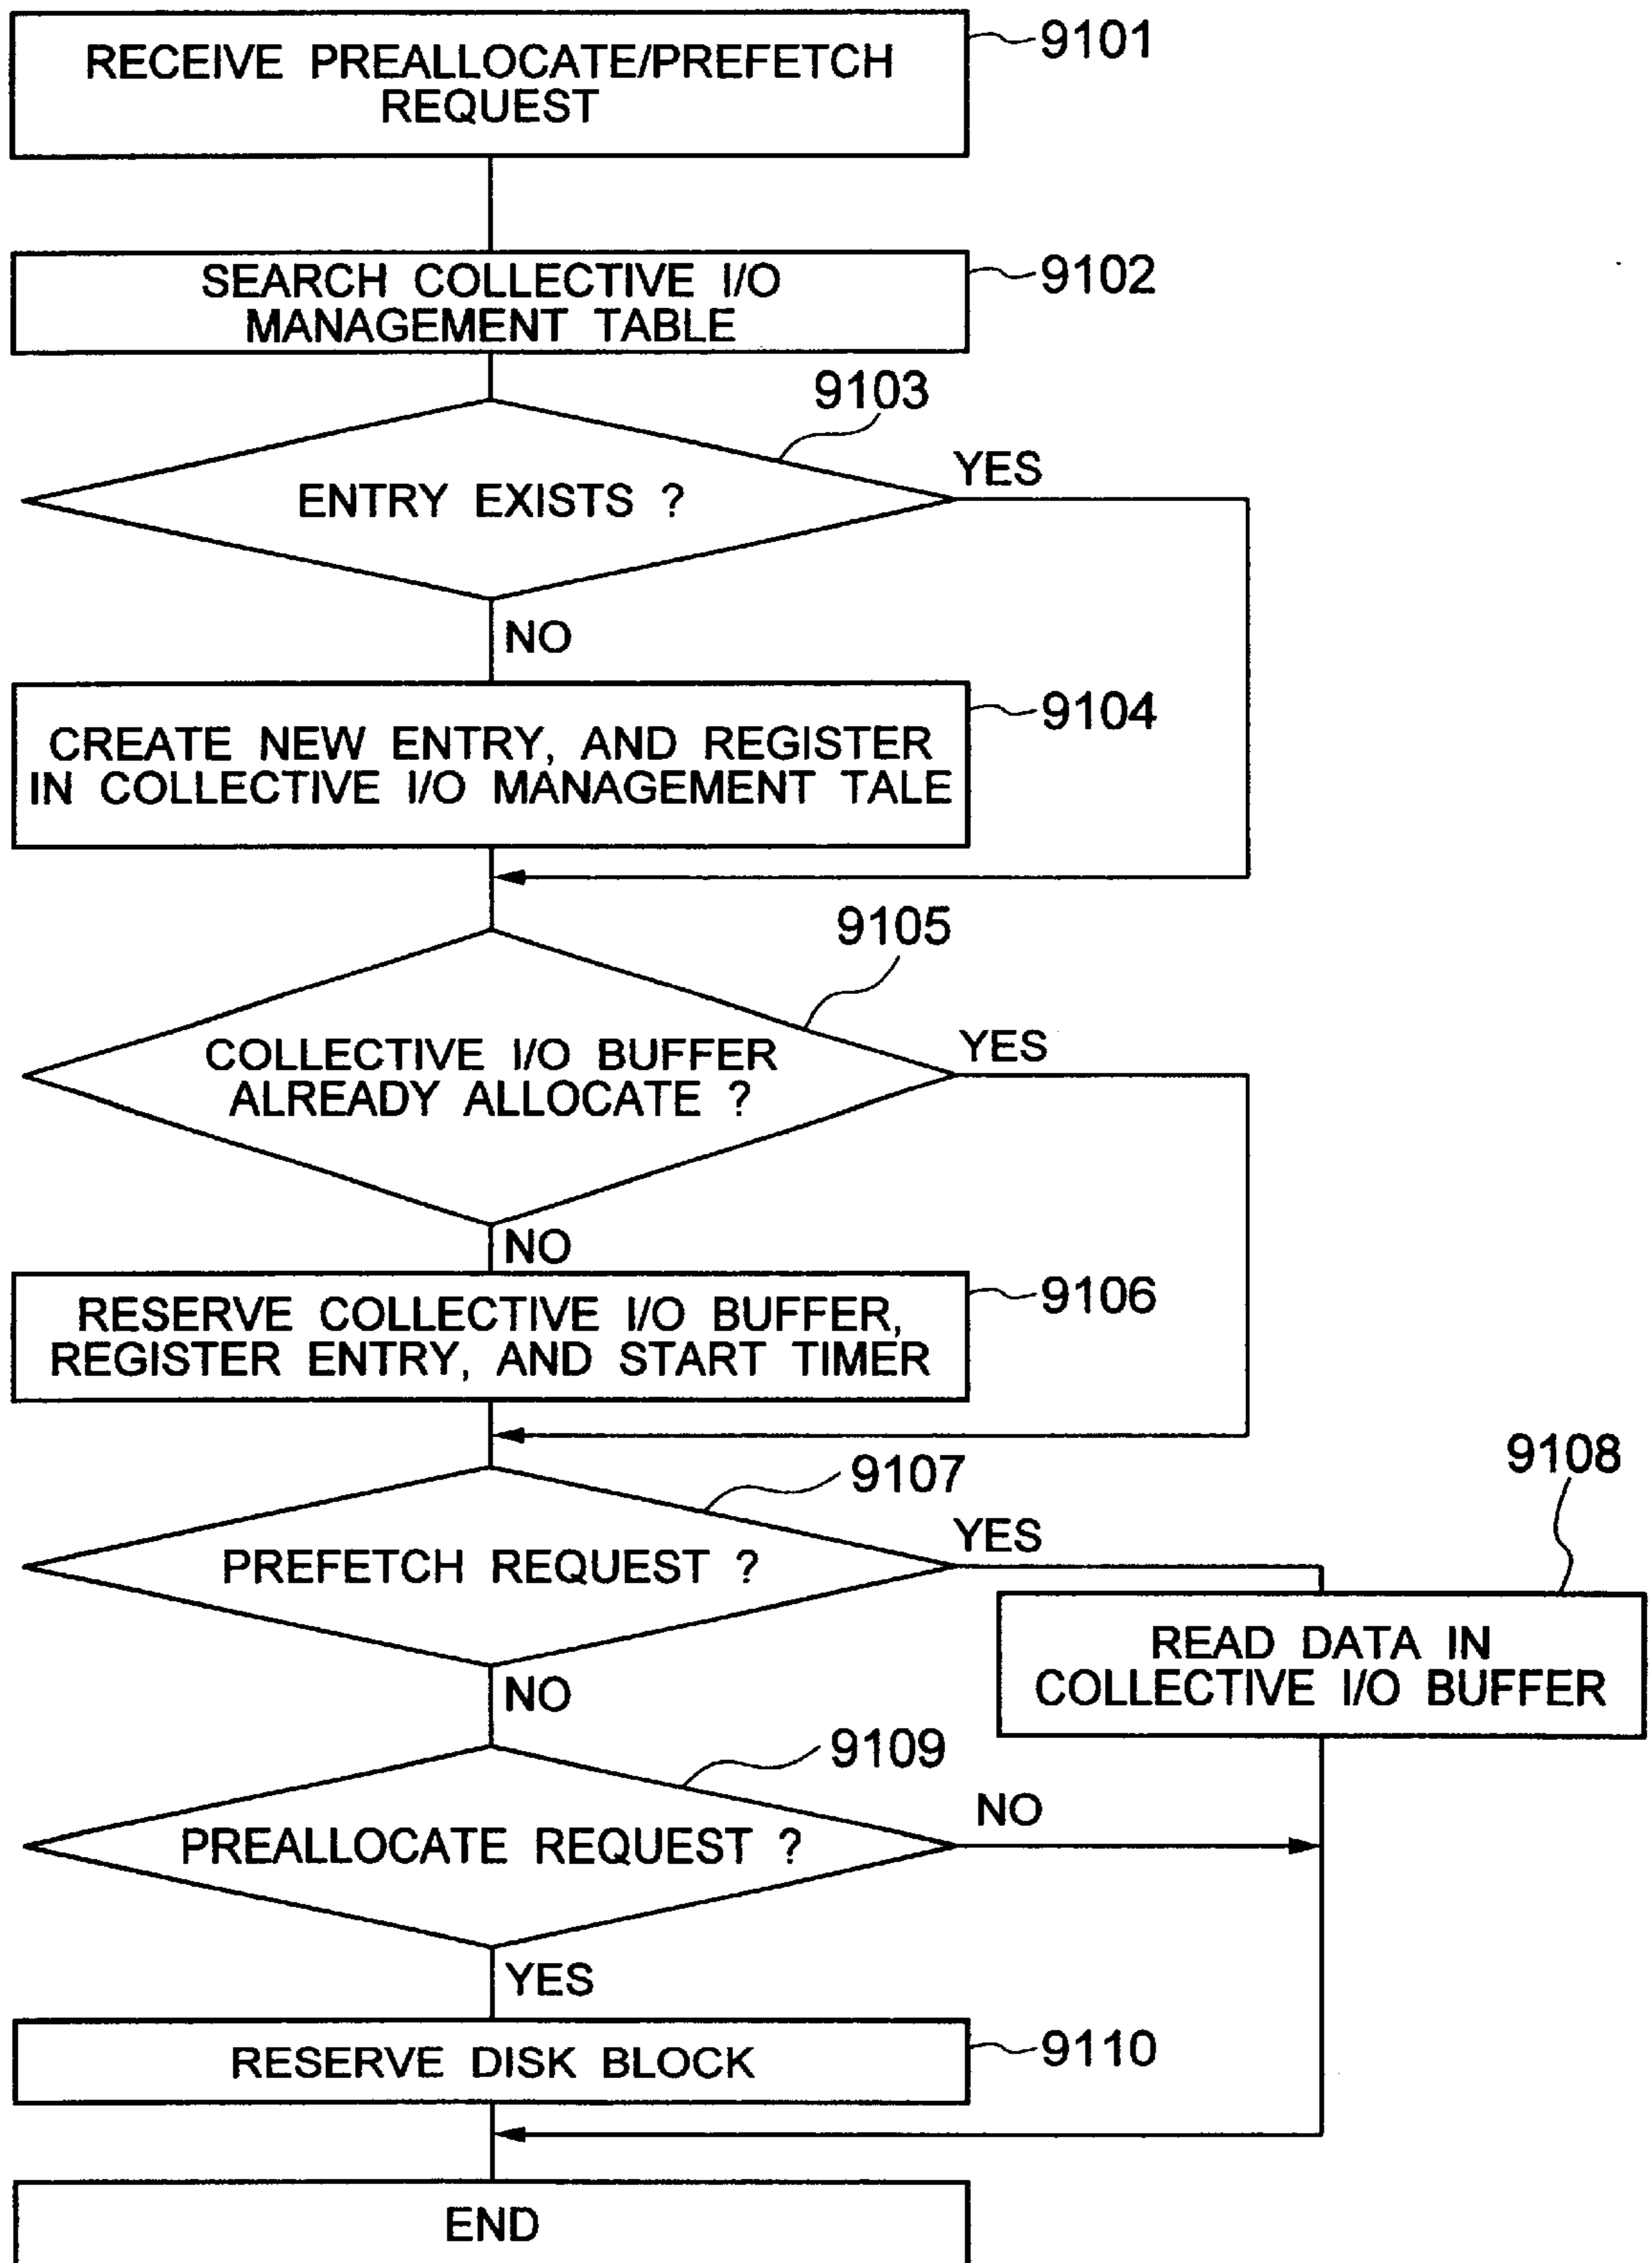 RECEIVE PREALLOCATE/PREFETCH
REQUEST
9101
SEARCH COLLECTIVE I/O
MANAGEMENT TABLE
9102
9103
ENTRY EXISTS ?
YES
NO
CREATE NEW ENTRY, AND REGISTER
IN COLLECTIVE I/O MANAGEMENT TALE
9104
9105
COLLECTIVE I/O BUFFER
ALREADY ALLOCATE ?
YES
NO
RESERVE COLLECTIVE I/O BUFFER,
REGISTER ENTRY, AND START TIMER
9106
9107
PREFETCH REQUEST ?
YES
9108
READ DATA IN
COLLECTIVE I/O BUFFER
NO
9109
PREALLOCATE REQUEST ?
NO
YES
RESERVE DISK BLOCK
9110
END